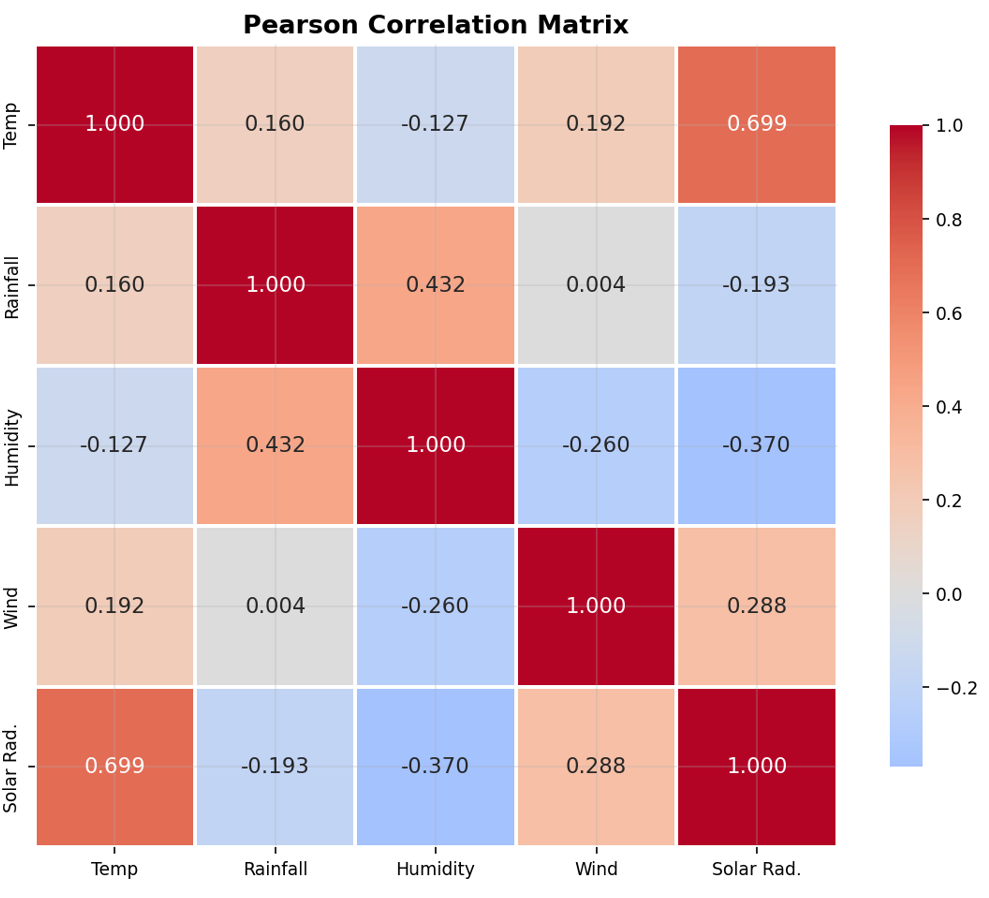 Pearson Correlation Matrix
Temp 1.000 0.160 -0.127 0.192 0.699
Rainfall 0.160 1.000 0.432 0.004 -0.193
Humidity -0.127 0.432 1.000 -0.260 -0.370
Wind 0.192 0.004 -0.260 1.000 0.288
Solar Rad. 0.699 -0.193 -0.370 0.288 1.000
Temp Rainfall Humidity Wind Solar Rad.
1.0
0.8
0.6
0.4
0.2
0.0
−0.2